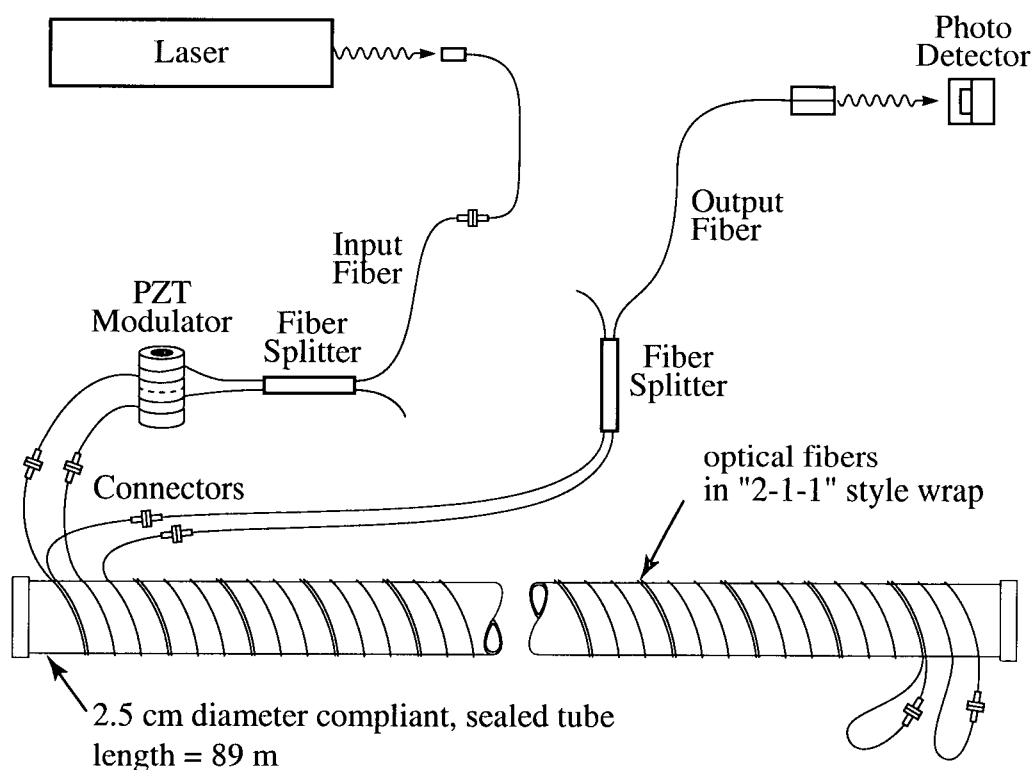 Laser
Photo
Detector
Output
Fiber
Input
Fiber
PZT
Modulator
Fiber
Splitter
Fiber
Splitter
Connectors
optical fibers
in "2-1-1" style wrap
2.5 cm diameter compliant, sealed tube
length = 89 m